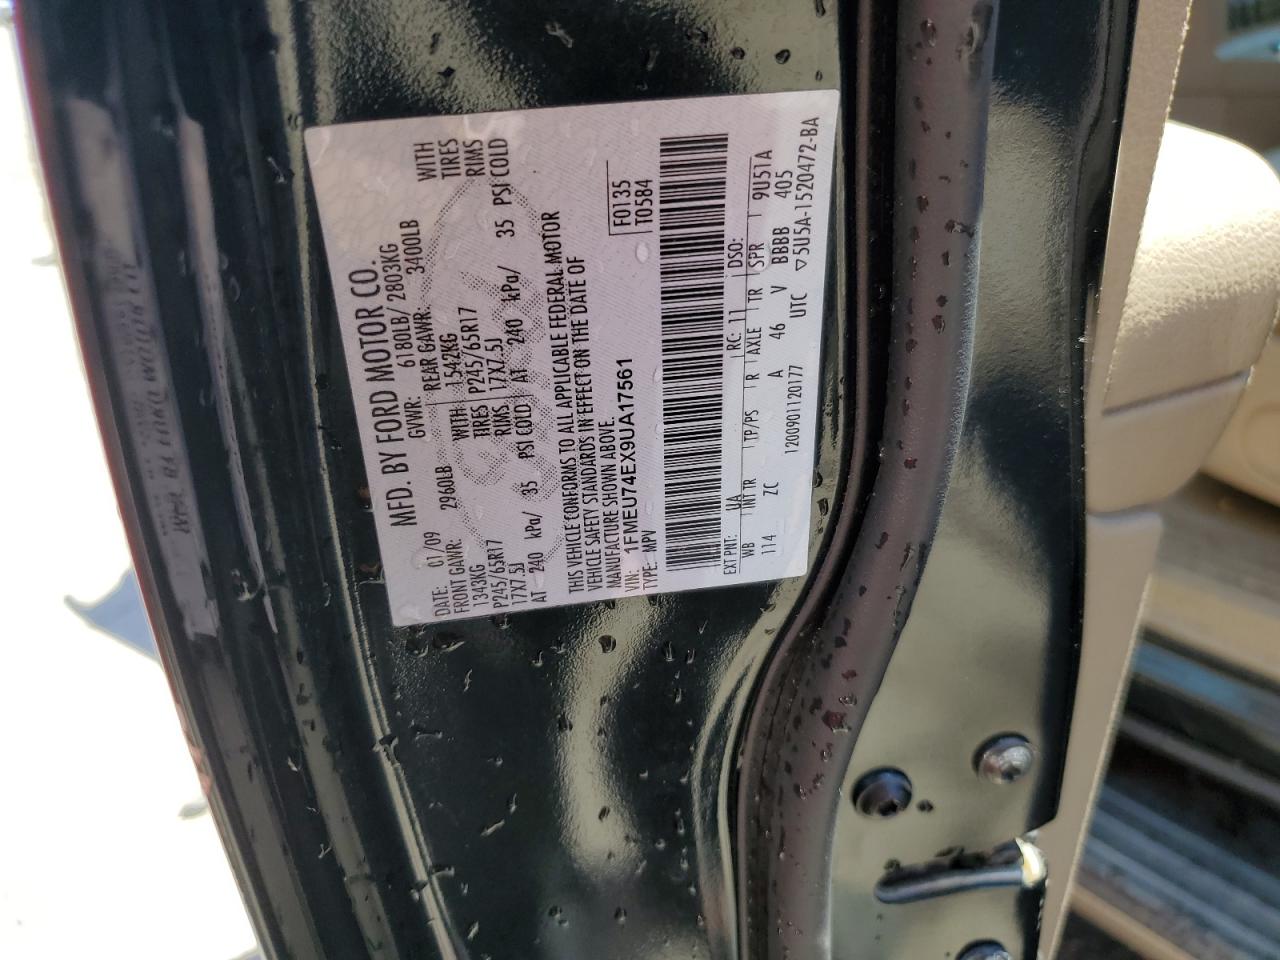 MFD. BY FORD MOTOR CO.
DATE: 01/09 GVWR: 6180LB/ 2803KG
FRONT GAWR: 2960LB REAR GAWR: 3400LB
1343KG WITH 1542KG WITH
P245/65R17 TIRES P245/65R17 TIRES
17X7.5J RIMS 17X7.5J RIMS
AT 240 kPa/ 35 PSI COLD AT 240 kPa/ 35 PSI COLD
THIS VEHICLE CONFORMS TO ALL APPLICABLE FEDERAL MOTOR
VEHICLE SAFETY STANDARDS IN EFFECT ON THE DATE OF
MANUFACTURE SHOWN ABOVE.
VIN: 1FMEU74EX9UA17561
TYPE: MPV
F0135
T0584
EXT PNT: UA RC: 11 DSO:
WB INT TR TP/PS R AXLE TR SPR 9U51A
114 ZC A 46 V BBBB 405
1200901120177 UTC ▽5U5A-1520472-BA